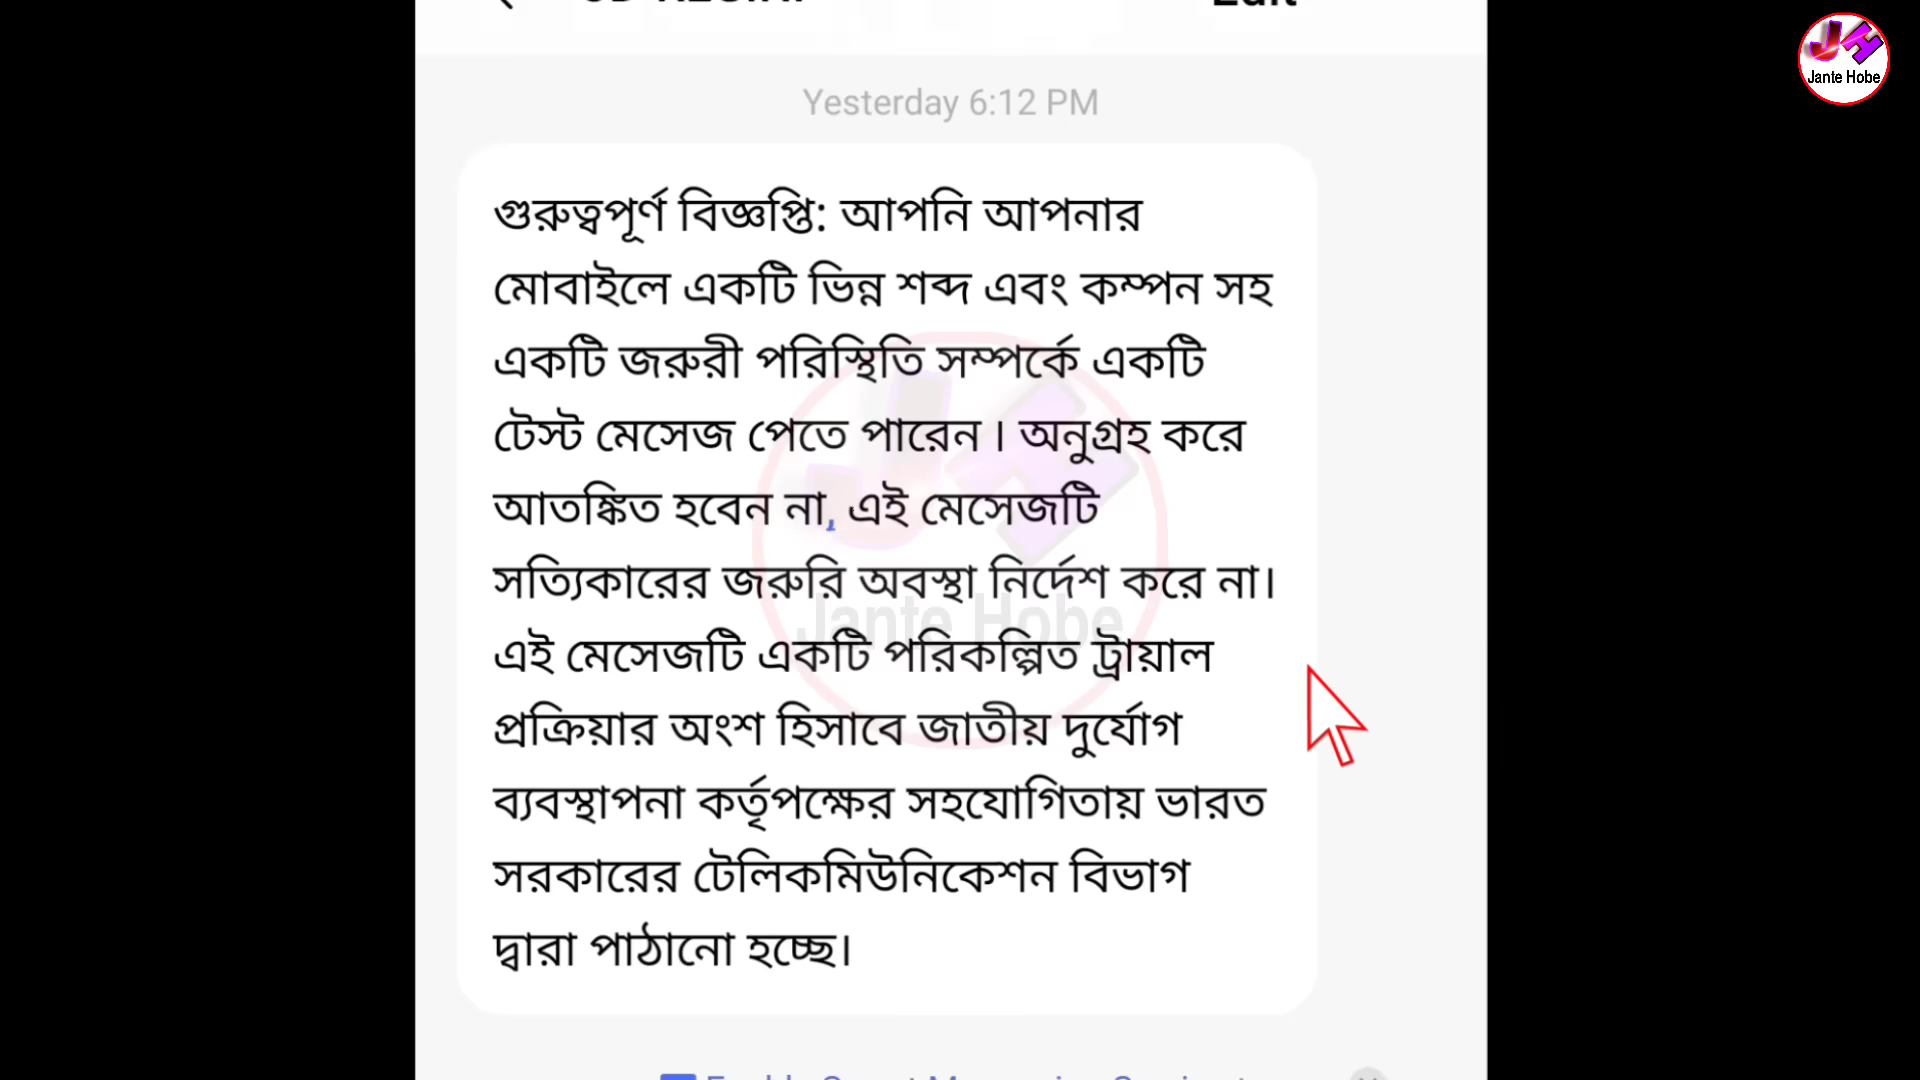 Jante Hobe
Yesterday 6:12 PM
গুরুত্বপূর্ণ বিজ্ঞপ্তি: আপনি আপনার
মোবাইলে একটি ভিন্ন শব্দ এবং কম্পন সহ
একটি জরুরী পরিস্থিতি সম্পর্কে একটি
টেস্ট মেসেজ পেতে পারেন। অনুগ্রহ করে
আতঙ্কিত হবেন না, এই মেসেজটি
সত্যিকারের জরুরি অবস্থা নির্দেশ করে না।
Jante Hobe
এই মেসেজটি একটি পরিকল্পিত ট্রায়াল
প্রক্রিয়ার অংশ হিসাবে জাতীয় দুর্যোগ
ব্যবস্থাপনা কর্তৃপক্ষের সহযোগিতায় ভারত
সরকারের টেলিকমিউনিকেশন বিভাগ
দ্বারা পাঠানো হচ্ছে।